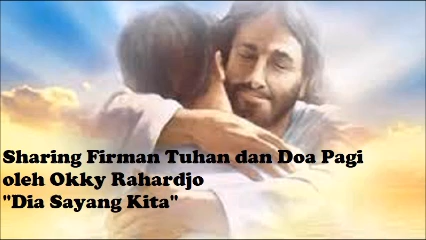 Sharing Firman Tuhan dan Doa Pagi
oleh Okky Rahardjo
"Dia Sayang Kita"